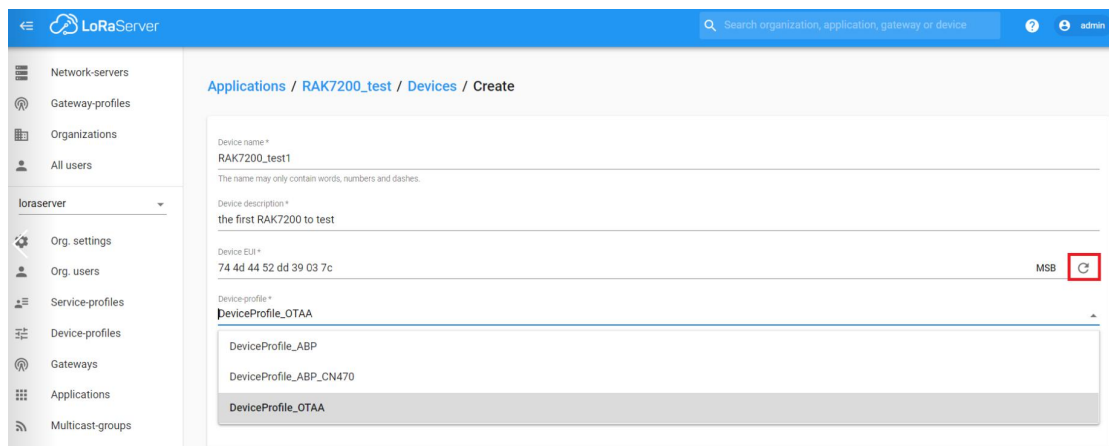 LoRaServer
Search organization, application, gateway or device
? admin
Network-servers
Gateway-profiles
Organizations
All users
loraserver
Org. settings
Org. users
Service-profiles
Device-profiles
Gateways
Applications
Multicast-groups
Applications / RAK7200_test / Devices / Create
Device name *
RAK7200_test1
The name may only contain words, numbers and dashes.
Device description *
the first RAK7200 to test
Device EUI *
74 4d 44 52 dd 39 03 7c MSB
Device-profile *
DeviceProfile_OTAA
DeviceProfile_ABP
DeviceProfile_ABP_CN470
DeviceProfile_OTAA